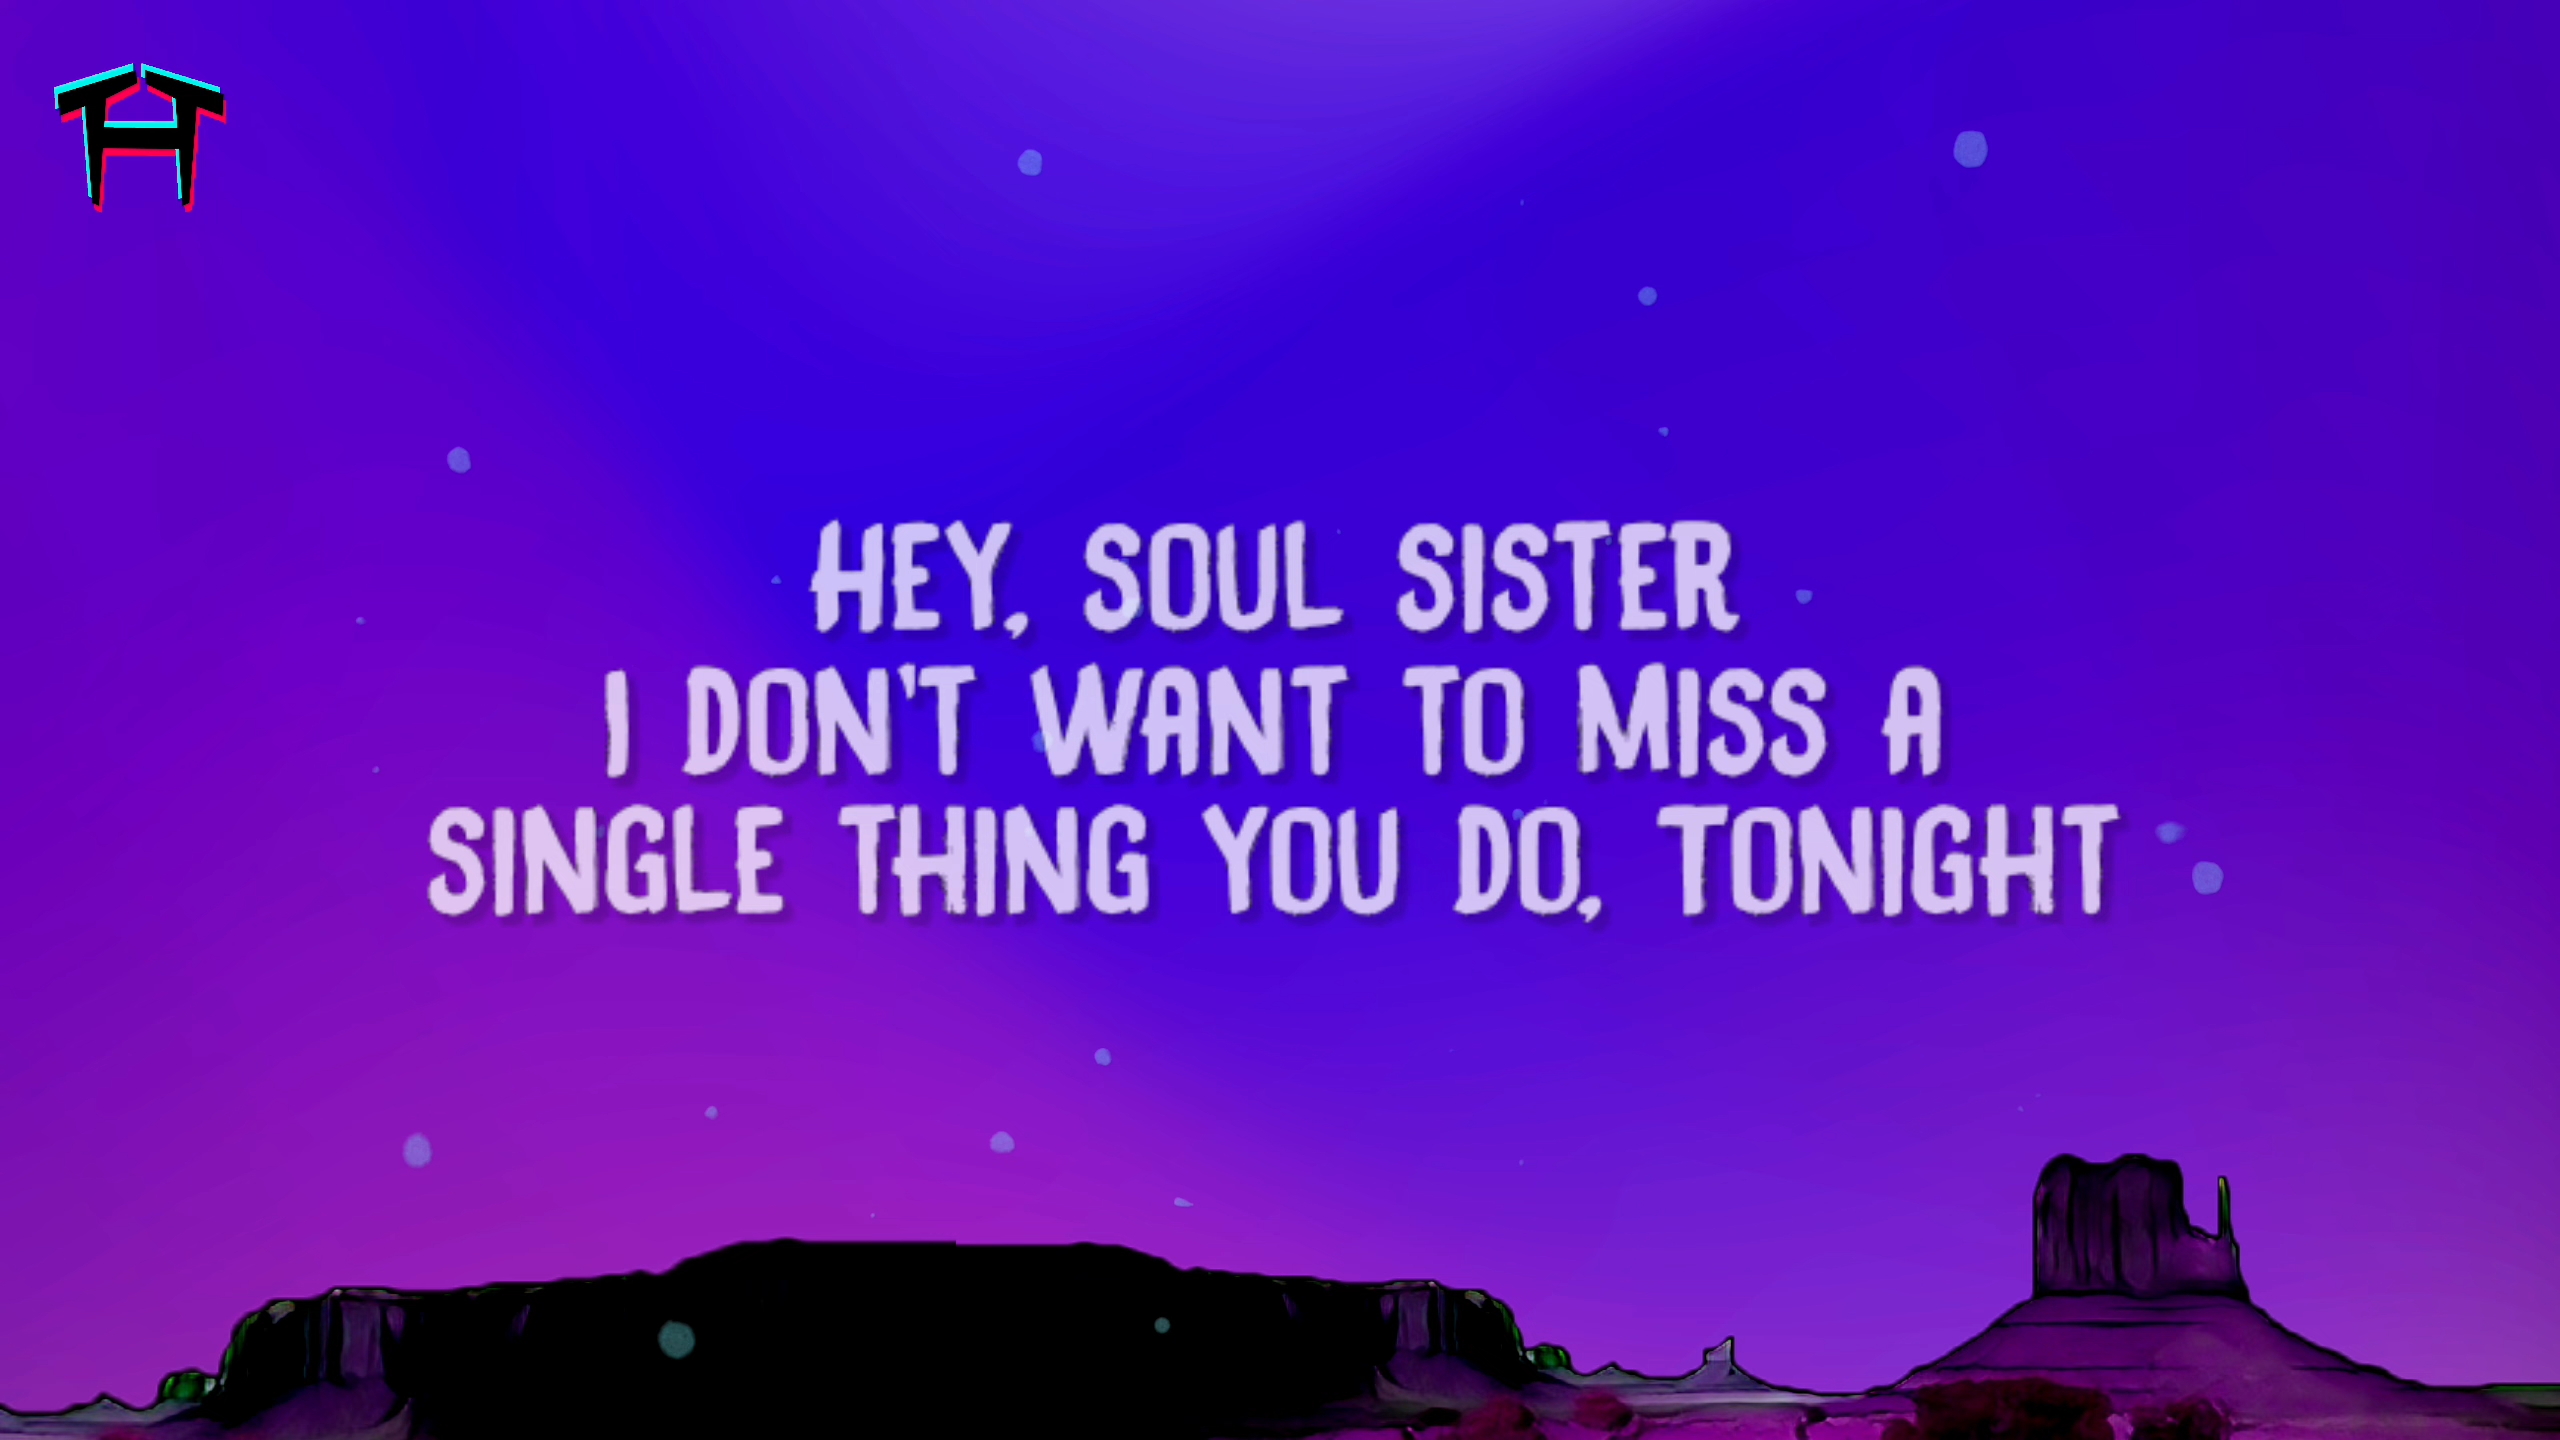 HEY, SOUL SISTER
I DON'T WANT TO MISS A
SINGLE THING YOU DO, TONIGHT